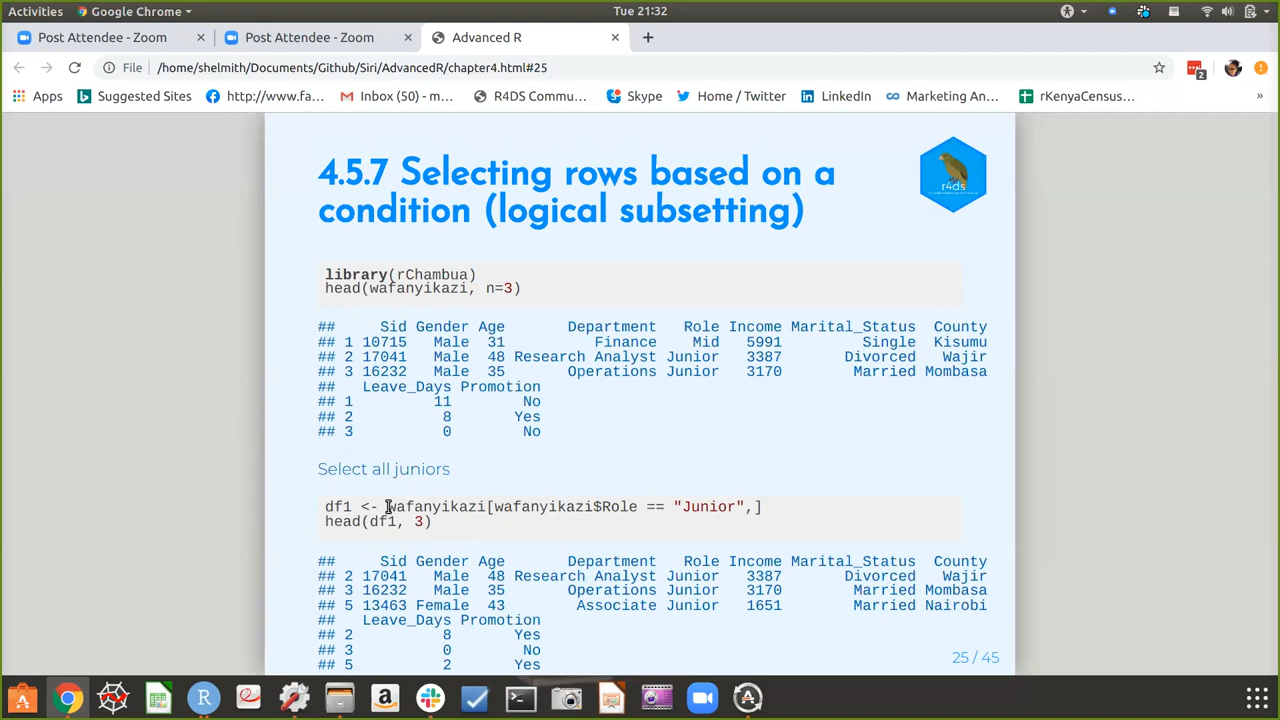 Activities Google Chrome Tue 21:32
Post Attendee - Zoom Post Attendee - Zoom Advanced R
File /home/shelmith/Documents/Github/Siri/AdvancedR/chapter4.html#25 2
Apps Suggested Sites http://www.fa... Inbox (50) - m... R4DS Commu... Skype Home / Twitter LinkedIn Marketing An... rKenyaCensus... »
4.5.7 Selecting rows based on a
condition (logical subsetting)
r4ds
library(rChambua)
head(wafanyikazi, n=3)
##      Sid Gender Age       Department   Role Income Marital_Status  County
## 1 10715   Male  31          Finance    Mid   5991         Single  Kisumu
## 2 17041   Male  48 Research Analyst Junior   3387       Divorced   Wajir
## 3 16232   Male  35       Operations Junior   3170        Married Mombasa
##   Leave_Days Promotion
## 1         11        No
## 2          8       Yes
## 3          0        No
Select all juniors
df1 <- wafanyikazi[wafanyikazi$Role == "Junior",]
head(df1, 3)
##      Sid Gender Age       Department   Role Income Marital_Status  County
## 2 17041   Male  48 Research Analyst Junior   3387       Divorced   Wajir
## 3 16232   Male  35       Operations Junior   3170        Married Mombasa
## 5 13463 Female  43        Associate Junior   1651        Married Nairobi
##   Leave_Days Promotion
## 2          8       Yes
## 3          0        No
## 5          2       Yes
25 / 45